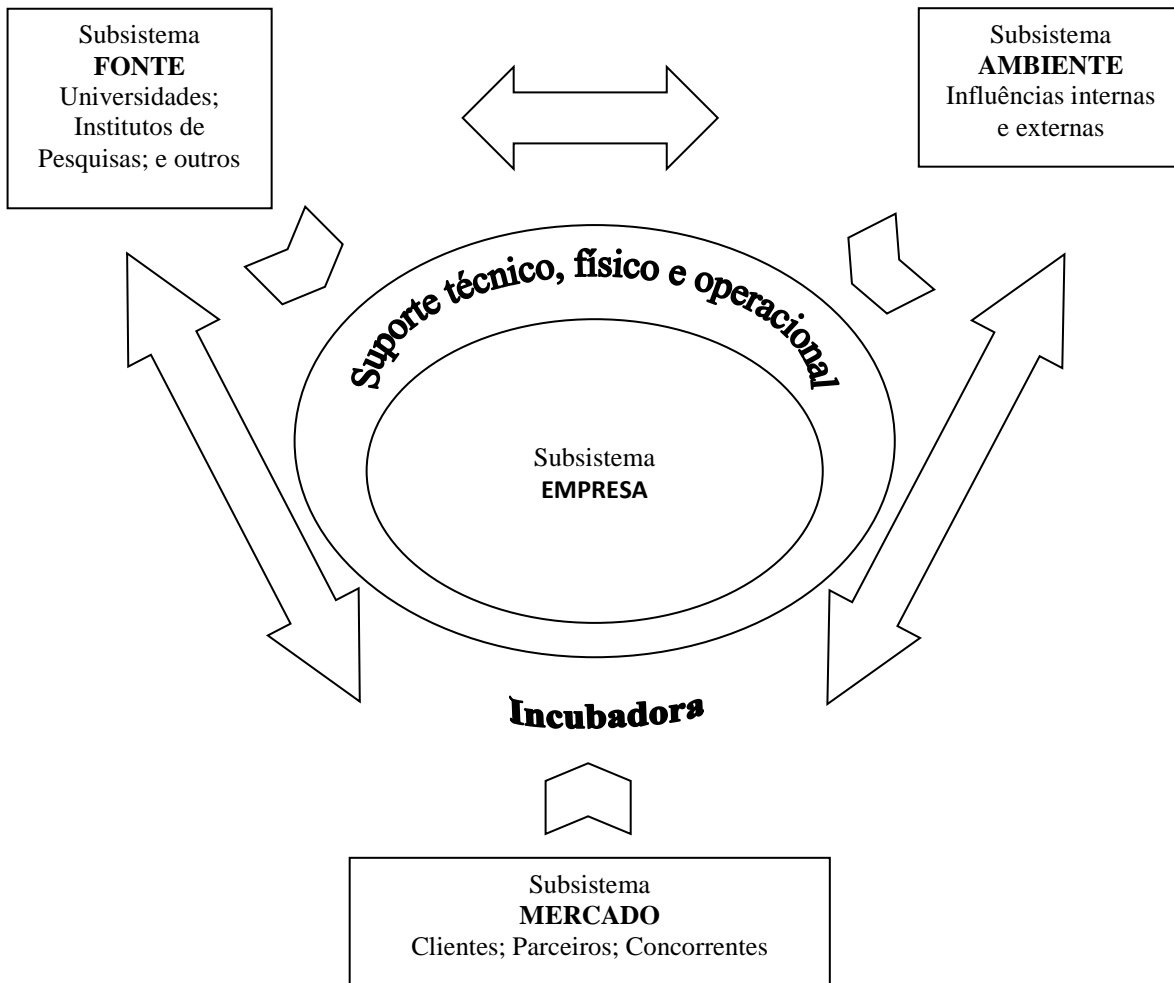 Subsistema
FONTE
Universidades;
Institutos de
Pesquisas; e outros
Subsistema
AMBIENTE
Influências internas
e externas
Suporte técnico, físico e operacional
Subsistema
EMPRESA
Incubadora
Subsistema
MERCADO
Clientes; Parceiros; Concorrentes